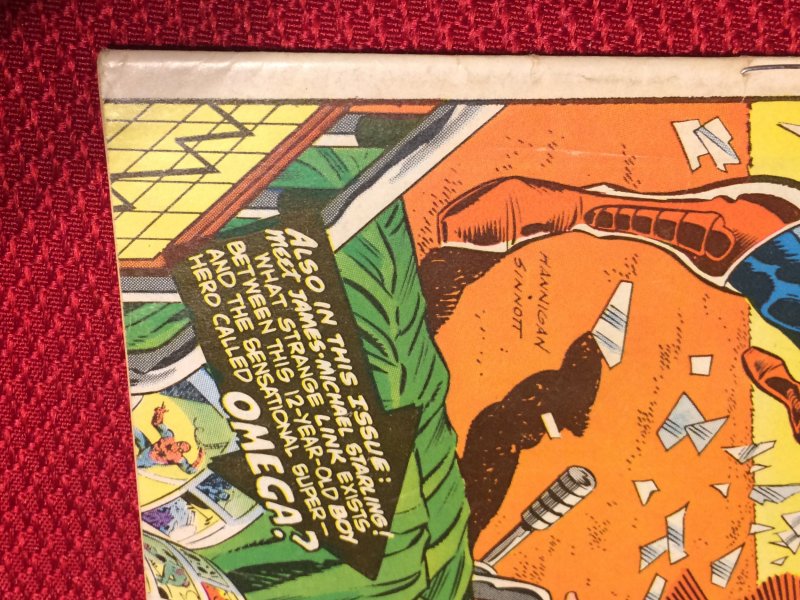 ALSO IN THIS ISSUE:
MEET JAMES-MICHAEL STARLING!
WHAT STRANGE LINK EXISTS
BETWEEN THIS 12-YEAR-OLD BOY
AND THE SENSATIONAL SUPER-
HERO CALLED OMEGA?
HANNIGAN
SINNOTT